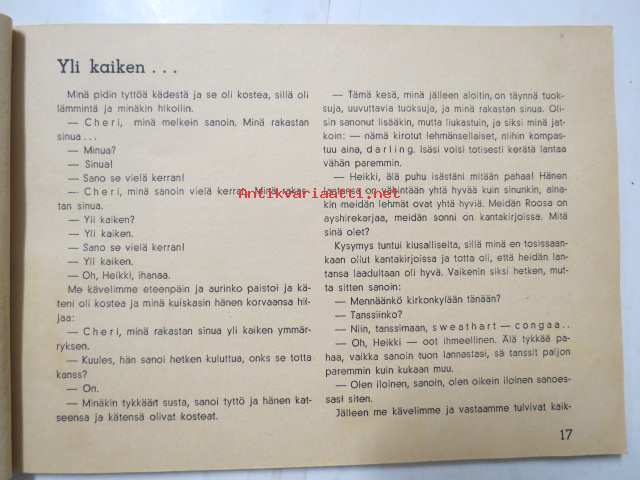 Yli kaiken . . .
Minä pidin tyttöä kädestä ja se oli kostea, sillä oli
lämmintä ja minäkin hikoilin.
— Cheri, minä melkein sanoin. Minä rakastan
sinua . . .
— Minua?
— Sinua!
— Sano se vielä kerran!
— Cheri, minä sanoin vielä kerran. Minä rakas-
tan sinua.
— Yli kaiken?
— Yli kaiken.
— Sano se vielä kerran!
— Yli kaiken.
— Oh, Heikki, ihanaa.
Me kävelimme eteenpäin ja aurinko paistoi ja kä-
teni oli kostea ja minä kuiskasin hänen korvaansa hil-
jaa:
— Cheri, minä rakastan sinua yli kaiken ymmär-
ryksen.
— Kuules, hän sanoi hetken kuluttua, onks se totta
kanss?
— On.
— Minäkin tykkään susta, sanoi tyttö ja hänen kat-
seensa ja kätensä olivat kosteat.
— Tämä kesä, minä jälleen aloitin, on täynnä tuok-
suja, uuvuttavia tuoksuja, ja minä rakastan sinua. Oli-
sin sanonut lisääkin, mutta liukastuin, ja siksi minä jat-
koin: — nämä kirotut lehmänsellaiset, niihin kompas-
tuu aina, darling. Isäsi voisi totisesti kerätä lantaa
vähän paremmin.
— Heikki, älä puhu isästäni mitään pahaa! Hänen
lantansa on vähintään yhtä hyvää kuin sinunkin, aina-
kin meidän lehmät ovat yhtä hyviä. Meidän Roosa on
ayshirekarjaa, meidän sonni on kantakirjoissa. Mitä
sinä olet?
Kysymys tuntui kiusalliselta, sillä minä en tosissaan-
kaan ollut kantakirjoissa ja totta oli, että heidän lan-
tansa laadultaan oli hyvä. Vaikenin siksi hetken, mut-
ta sitten sanoin:
— Mennäänkö kirkonkylään tänään?
— Tanssiinko?
— Niin, tanssimaan, sweathart — congaa..
— Oh, Heikki — oot ihmeellinen. Älä tykkää pa-
haa, vaikka sanoin tuon lannastasi, sä tanssit paljon
paremmin kuin kukaan muu.
— Olen iloinen, sanoin, olen oikein iloinen sanoes-
sasi siten.
Jälleen me kävelimme ja vastaamme tulvivat kaik-
17
Antikvariaatti.net